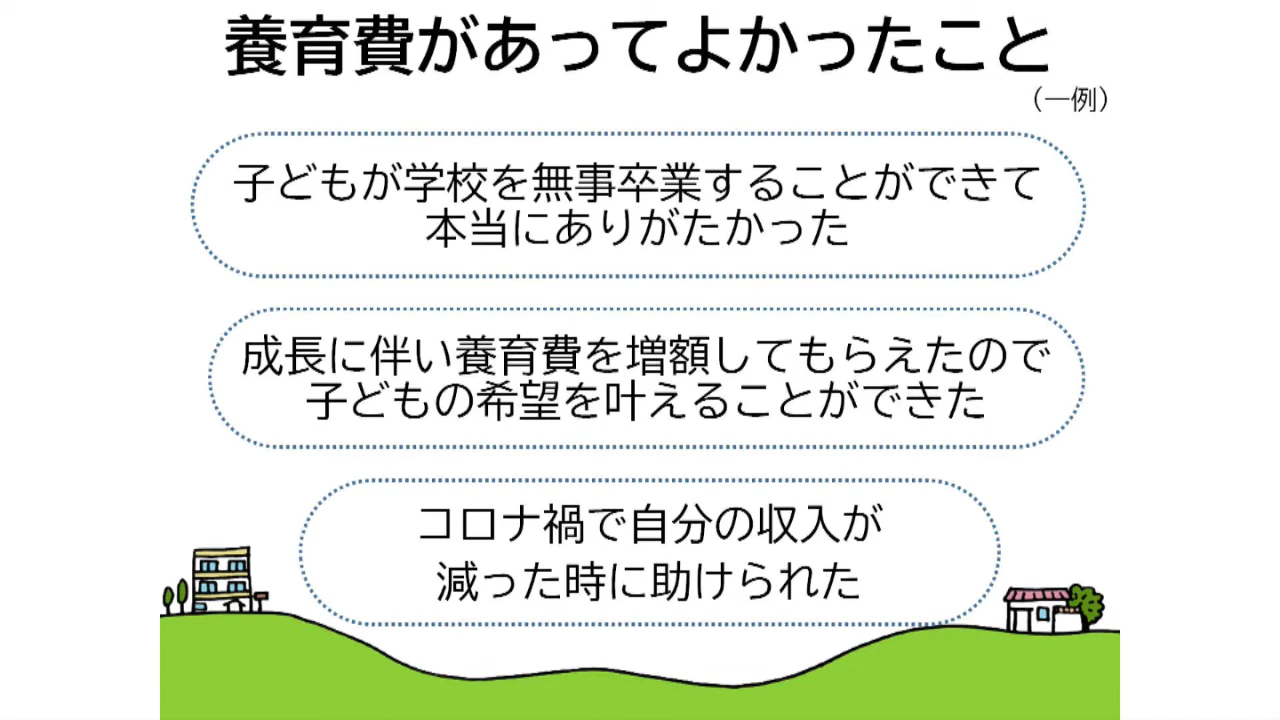 養育費があってよかったこと
（一例）
子どもが学校を無事卒業することができて
本当にありがたかった
成長に伴い養育費を増額してもらえたので
子どもの希望を叶えることができた
コロナ禍で自分の収入が
減った時に助けられた